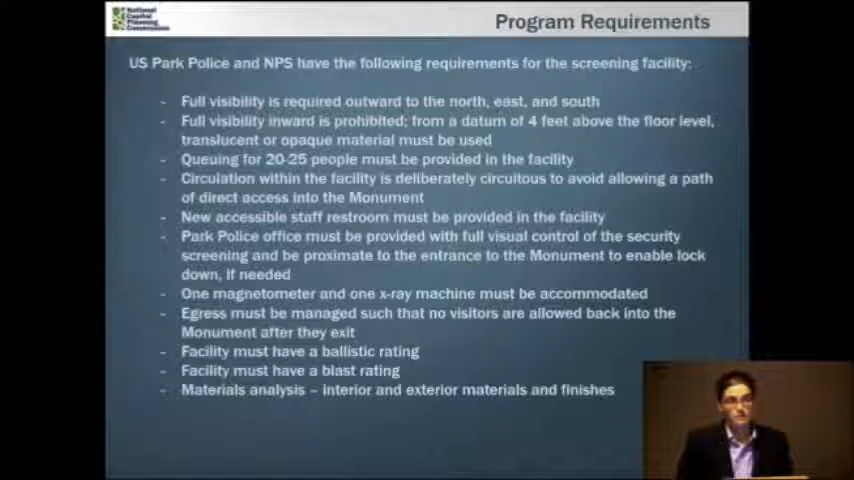 National
Capital
Planning
Commission
Program Requirements
US Park Police and NPS have the following requirements for the screening facility:
- Full visibility is required outward to the north, east, and south
- Full visibility inward is prohibited; from a datum of 4 feet above the floor level,
translucent or opaque material must be used
- Queuing for 20-25 people must be provided in the facility
- Circulation within the facility is deliberately circuitous to avoid allowing a path
of direct access into the Monument
- New accessible staff restroom must be provided in the facility
- Park Police office must be provided with full visual control of the security
screening and be proximate to the entrance to the Monument to enable lock
down, if needed
- One magnetometer and one x-ray machine must be accommodated
- Egress must be managed such that no visitors are allowed back into the
Monument after they exit
- Facility must have a ballistic rating
- Facility must have a blast rating
- Materials analysis – interior and exterior materials and finishes